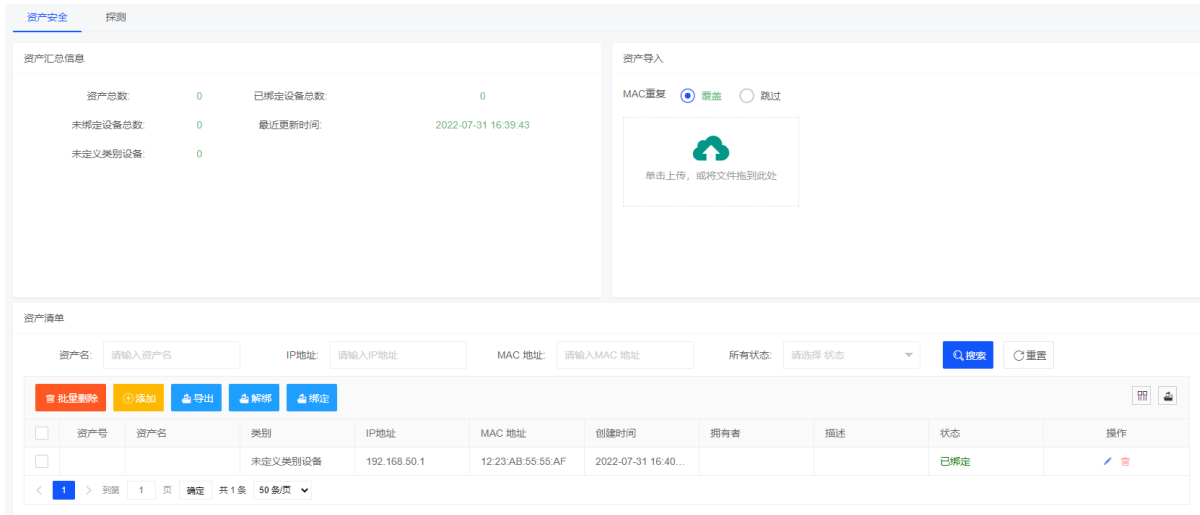 资产安全 探测
资产汇总信息
资产总数: 0 已绑定设备总数: 0
未绑定设备总数: 0 最近更新时间: 2022-07-31 16:39:43
未定义类别设备: 0
资产导入
MAC重复 覆盖 跳过
单击上传，或将文件拖到此处
资产清单
资产名: 请输入资产名 IP地址: 请输入IP地址 MAC 地址: 请输入MAC 地址 所有状态: 请选择 状态 搜索 重置
批量删除 添加 导出 解绑 绑定
资产号 资产名 类别 IP地址 MAC 地址 创建时间 拥有者 描述 状态 操作
未定义类别设备 192.168.50.1 12:23:AB:55:55:AF 2022-07-31 16:40... 已绑定
1 到第 1 页 确定 共 1 条 50 条/页